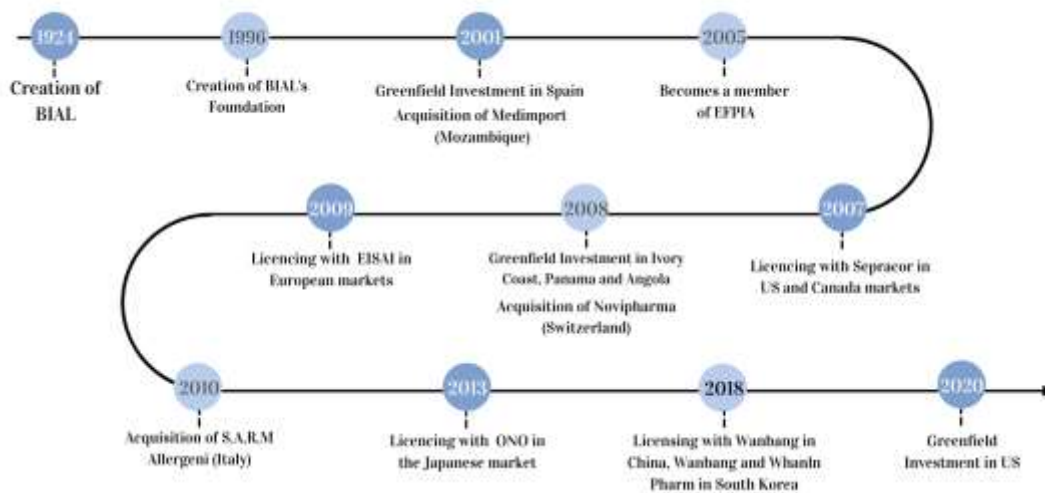 1924
1996
2001
2005
Creation of
BIAL
Creation of BIAL's
Foundation
Greenfield Investment in Spain
Acquisition of Medimport
(Mozambique)
Becomes a member
of EFPIA
2009
2008
2007
Licencing with EISAI in
European markets
Greenfield Investment in Ivory
Coast, Panama and Angola
Acquisition of Novipharma
(Switzerland)
Licencing with Sepracor in
US and Canada markets
2010
2013
2018
2020
Acquisition of S.A.R.M
Allergeni (Italy)
Licencing with ONO in
the Japanese market
Licensing with Wanbang in
China, Wanbang and WhanIn
Pharm in South Korea
Greenfield
Investment in US